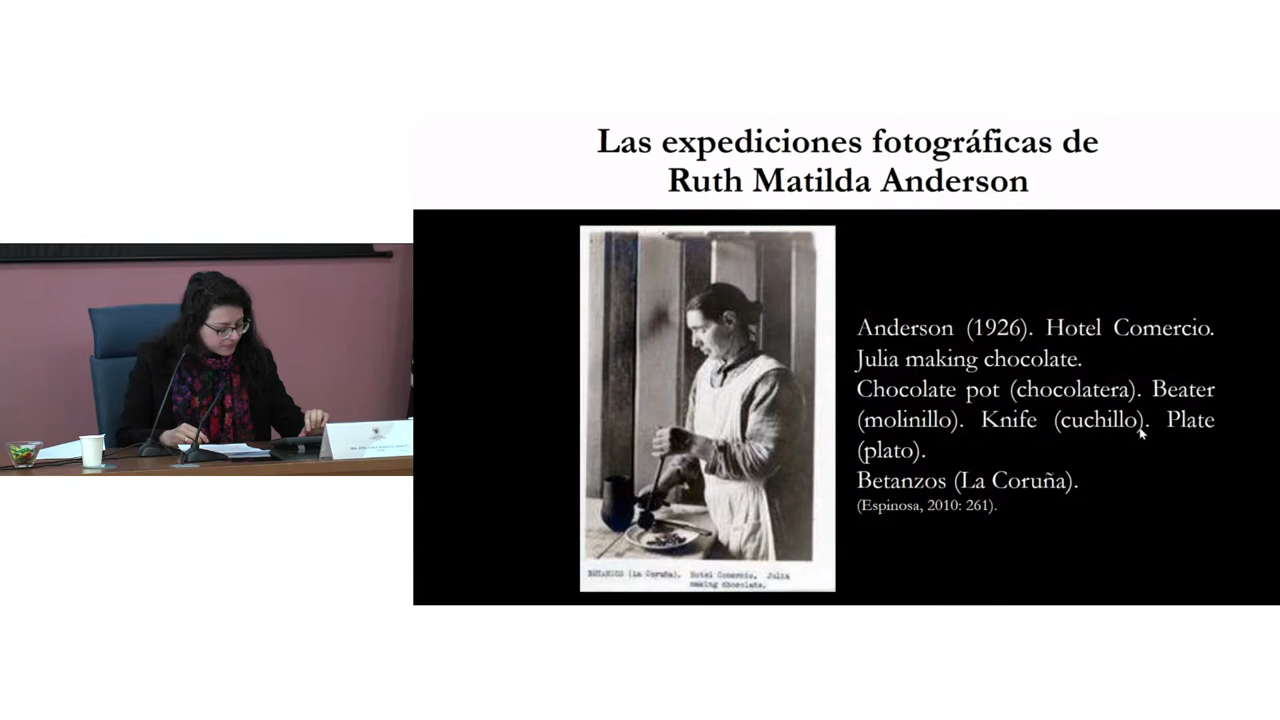 Las expediciones fotográficas de
Ruth Matilda Anderson
Anderson (1926). Hotel Comercio.
Julia making chocolate.
Chocolate pot (chocolatera). Beater
(molinillo). Knife (cuchillo). Plate
(plato).
Betanzos (La Coruña).
(Espinosa, 2010: 261).
BETANZOS (La Coruña). Hotel Comercio. Julia
making chocolate.